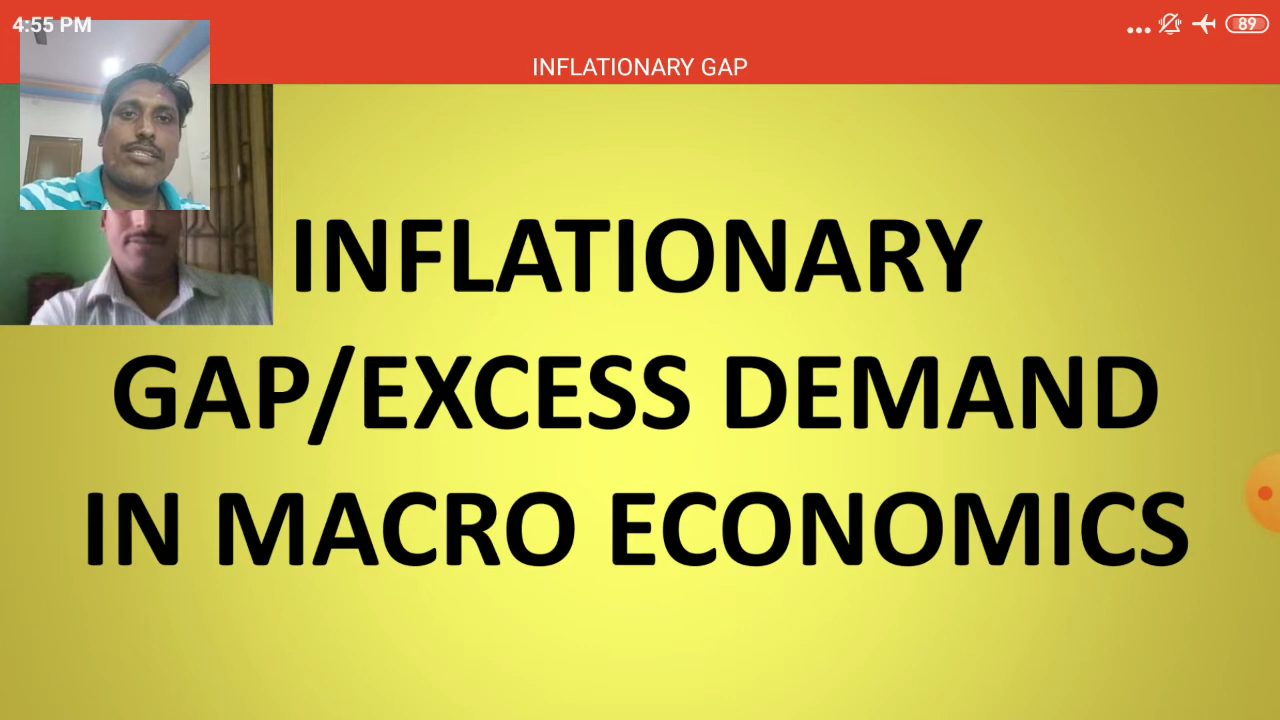 4:55 PM
89
INFLATIONARY GAP
INFLATIONARY
GAP/EXCESS DEMAND
IN MACRO ECONOMICS